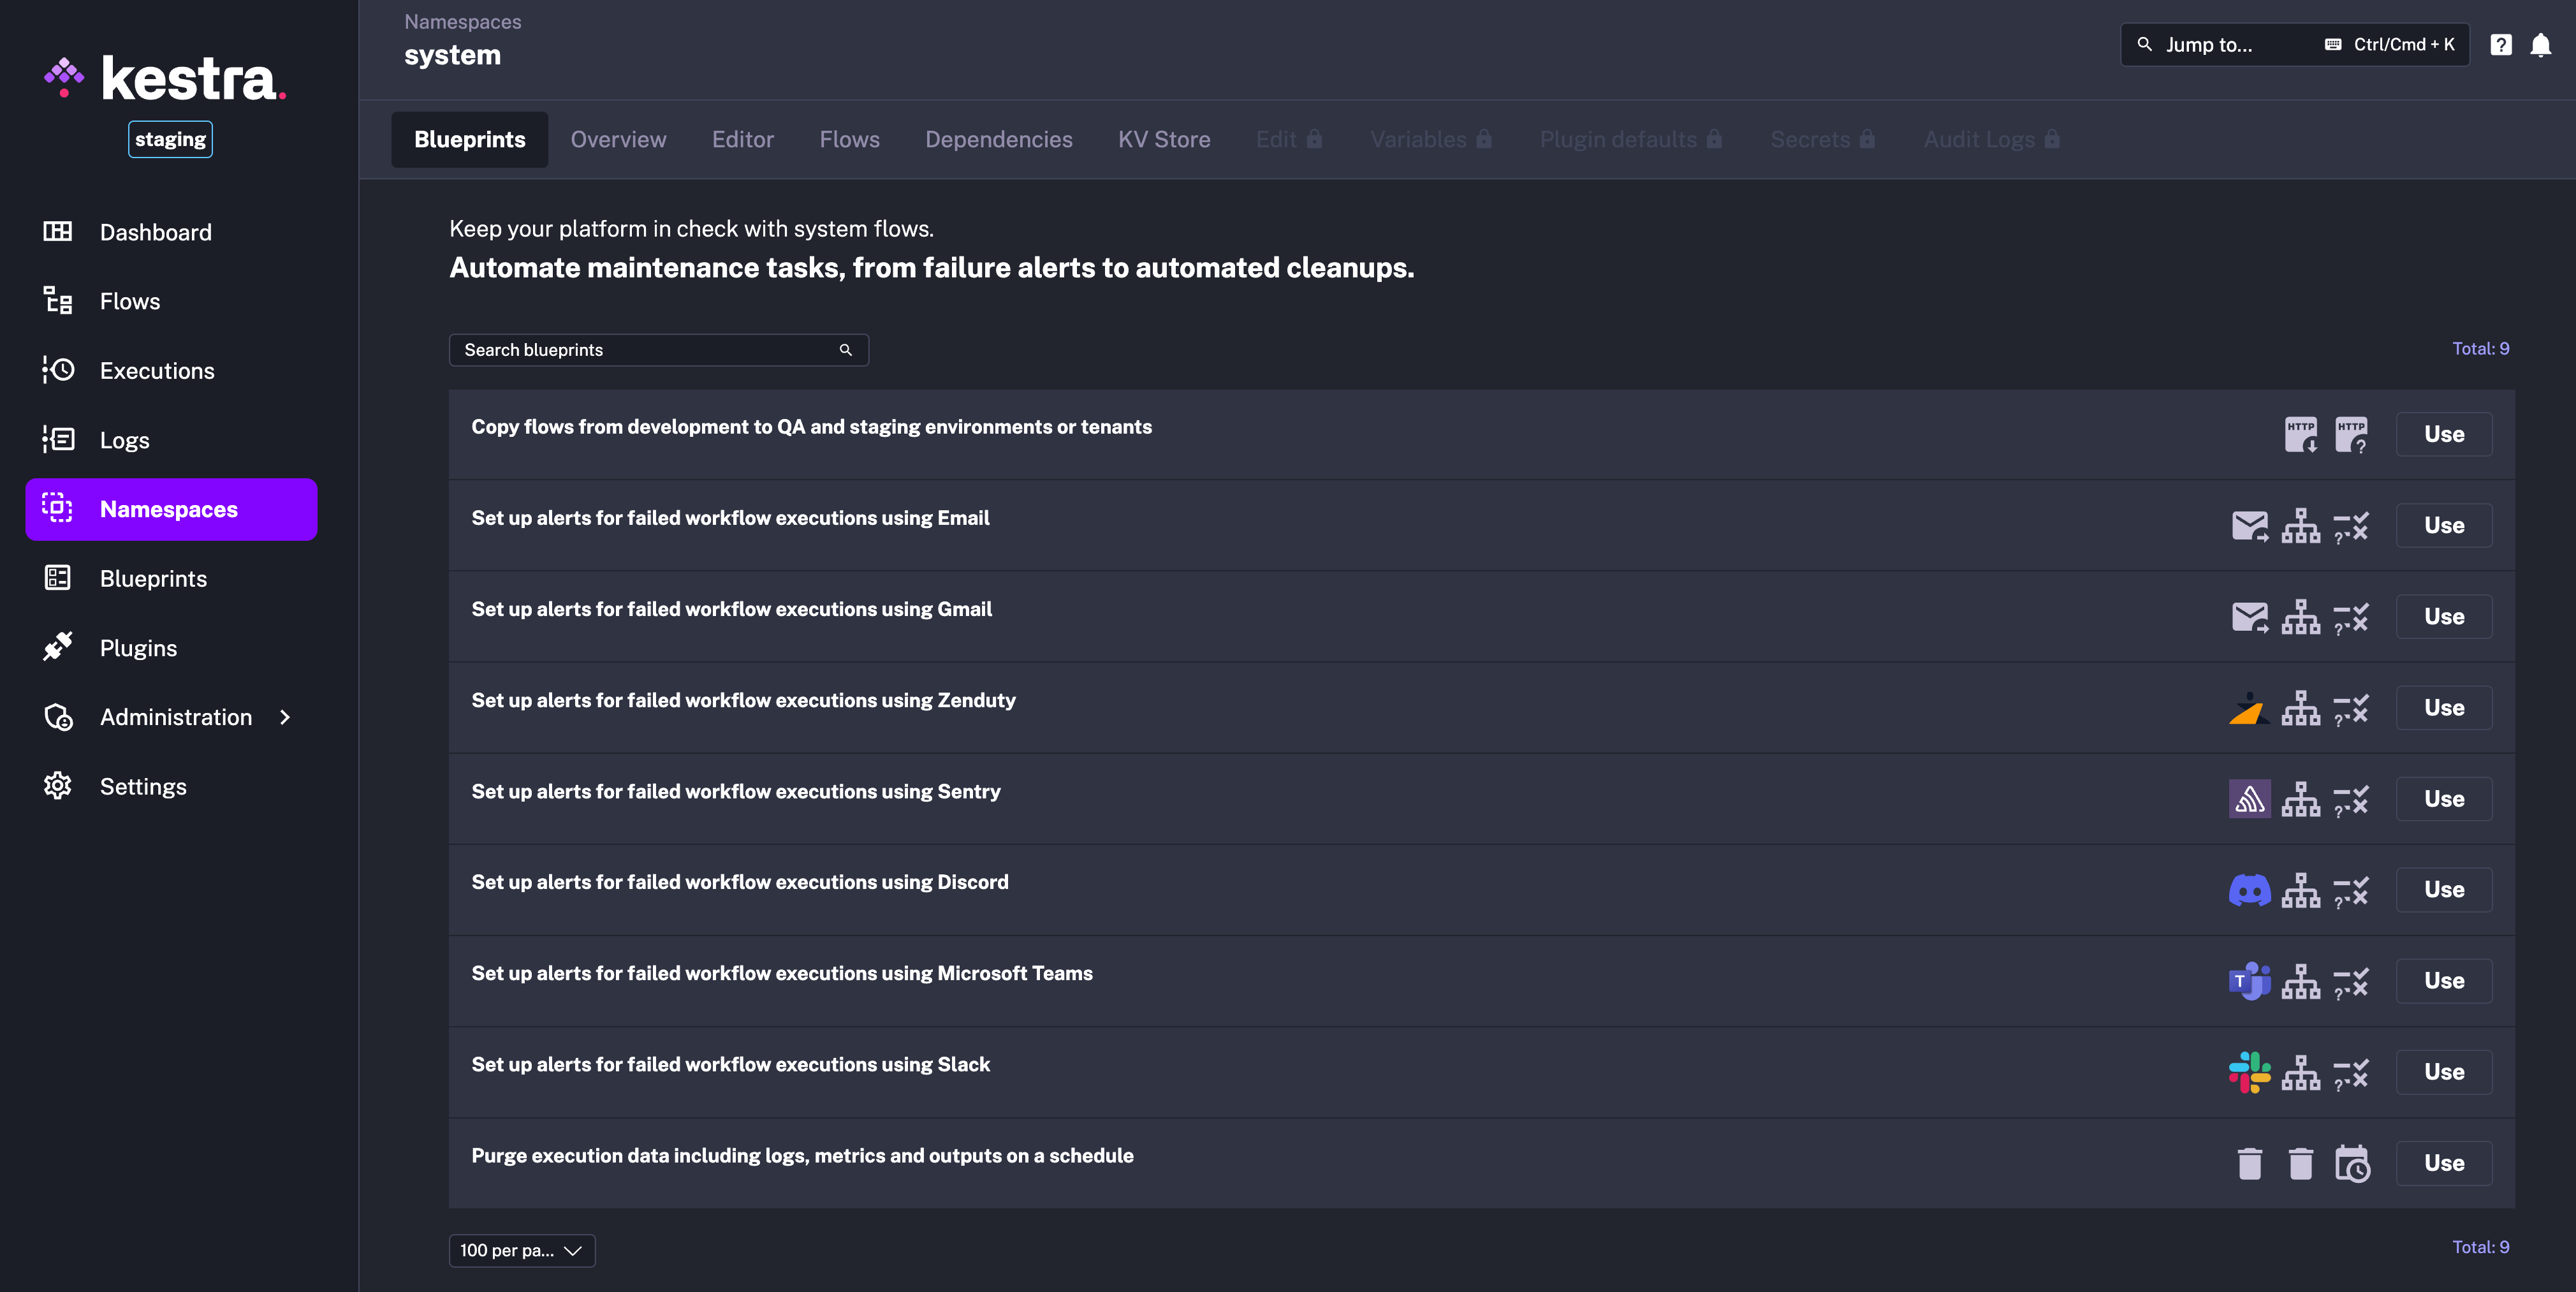 kestra.
staging
Dashboard
Flows
Executions
Logs
Namespaces
Blueprints
Plugins
Administration
Settings
Namespaces
system
Jump to...
Ctrl/Cmd + K
?
Blueprints
Overview
Editor
Flows
Dependencies
KV Store
Edit
Variables
Plugin defaults
Secrets
Audit Logs
Keep your platform in check with system flows.
Automate maintenance tasks, from failure alerts to automated cleanups.
Search blueprints
Total: 9
Copy flows from development to QA and staging environments or tenants
HTTP
HTTP
?
Use
Set up alerts for failed workflow executions using Email
?
Use
Set up alerts for failed workflow executions using Gmail
?
Use
Set up alerts for failed workflow executions using Zenduty
?
Use
Set up alerts for failed workflow executions using Sentry
?
Use
Set up alerts for failed workflow executions using Discord
?
Use
Set up alerts for failed workflow executions using Microsoft Teams
T
?
Use
Set up alerts for failed workflow executions using Slack
?
Use
Purge execution data including logs, metrics and outputs on a schedule
Use
100 per pa...
Total: 9